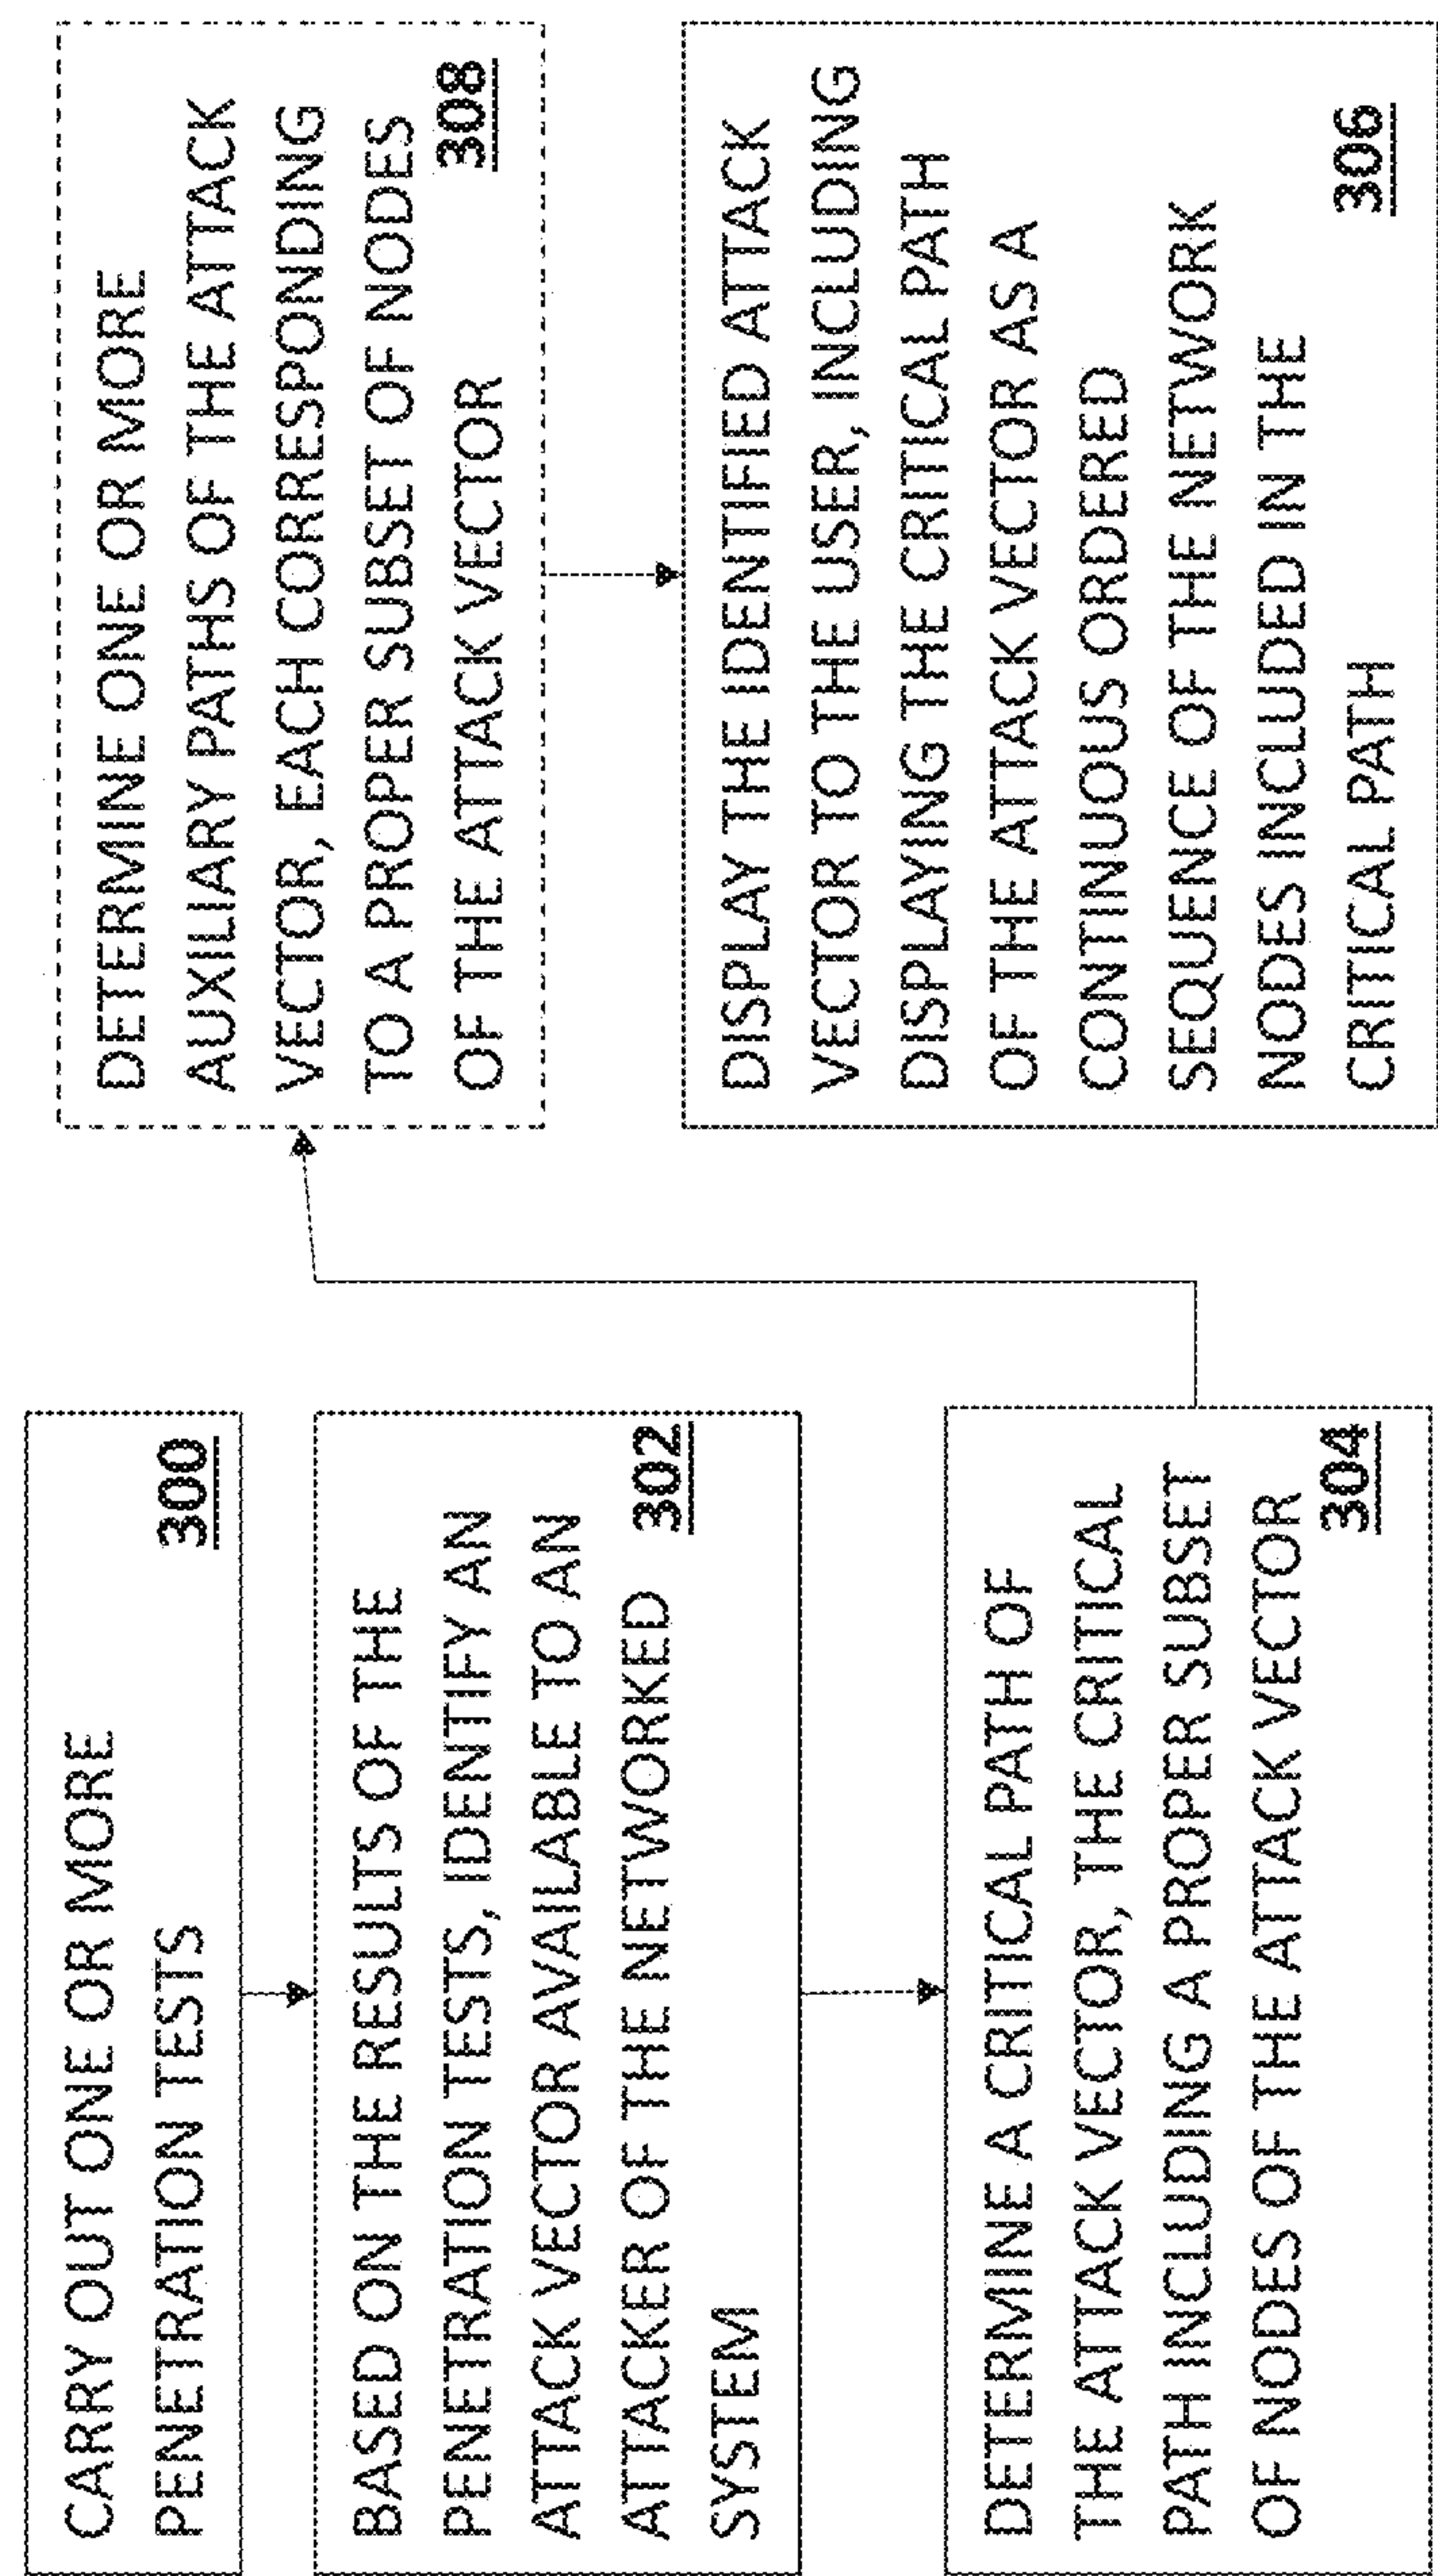 CARRY OUT ONE OR MORE
PENETRATION TESTS
300
BASED ON THE RESULTS OF THE
PENETRATION TESTS, IDENTIFY AN
ATTACK VECTOR AVAILABLE TO AN
ATTACKER OF THE NETWORKED 302
SYSTEM
DETERMINE A CRITICAL PATH OF
THE ATTACK VECTOR, THE CRITICAL
PATH INCLUDING A PROPER SUBSET
OF NODES OF THE ATTACK VECTOR
304
DETERMINE ONE OR MORE
AUXILIARY PATHS OF THE ATTACK
VECTOR, EACH CORRESPONDING
TO A PROPER SUBSET OF NODES
OF THE ATTACK VECTOR 308
DISPLAY THE IDENTIFIED ATTACK
VECTOR TO THE USER, INCLUDING
DISPLAYING THE CRITICAL PATH
OF THE ATTACK VECTOR AS A
CONTINUOUS ORDERED
SEQUENCE OF THE NETWORK
NODES INCLUDED IN THE
CRITICAL PATH 306